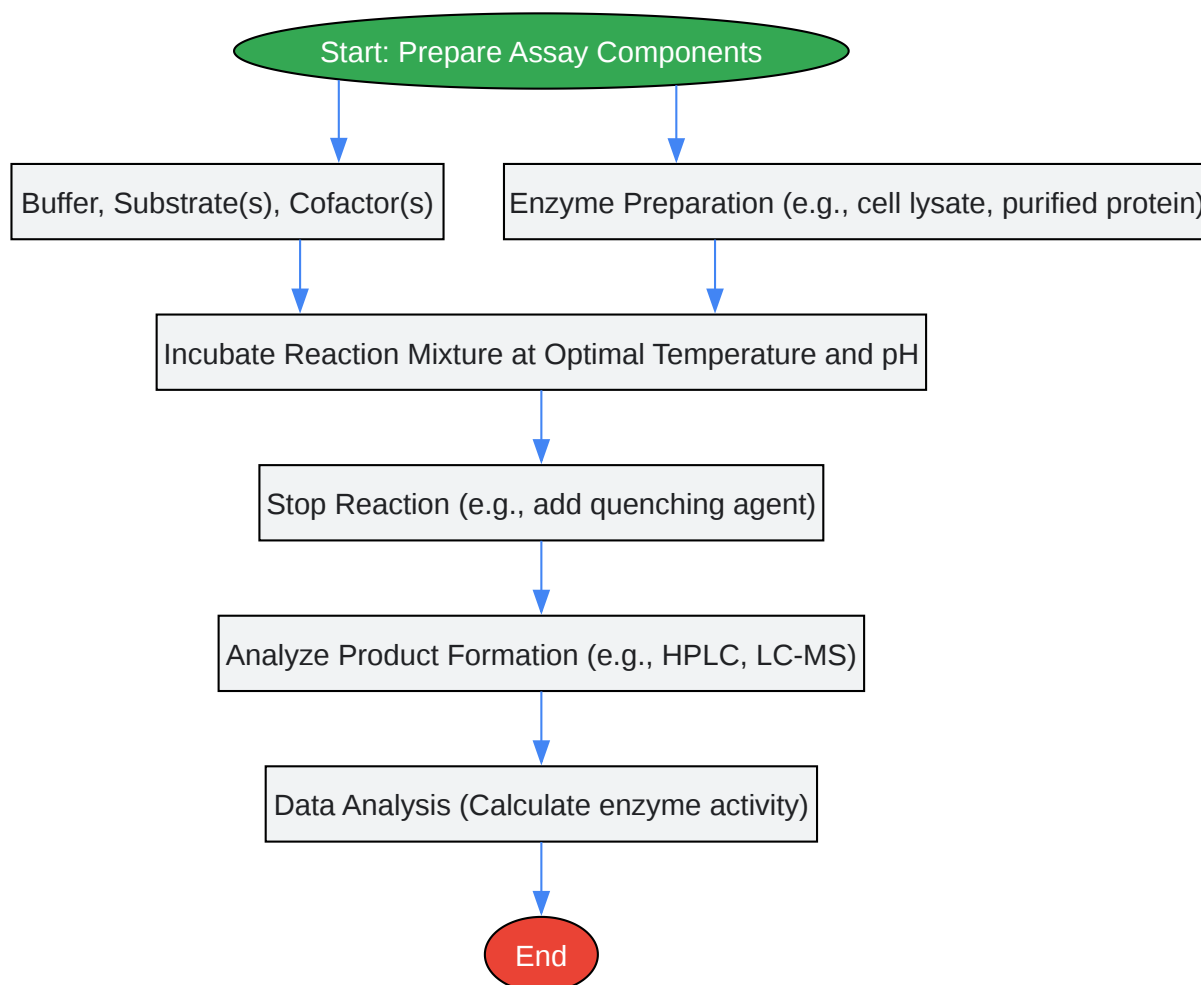 Start: Prepare Assay Components
Buffer, Substrate(s), Cofactor(s)
Enzyme Preparation (e.g., cell lysate, purified protein)
Incubate Reaction Mixture at Optimal Temperature and pH
Stop Reaction (e.g., add quenching agent)
Analyze Product Formation (e.g., HPLC, LC-MS)
Data Analysis (Calculate enzyme activity)
End